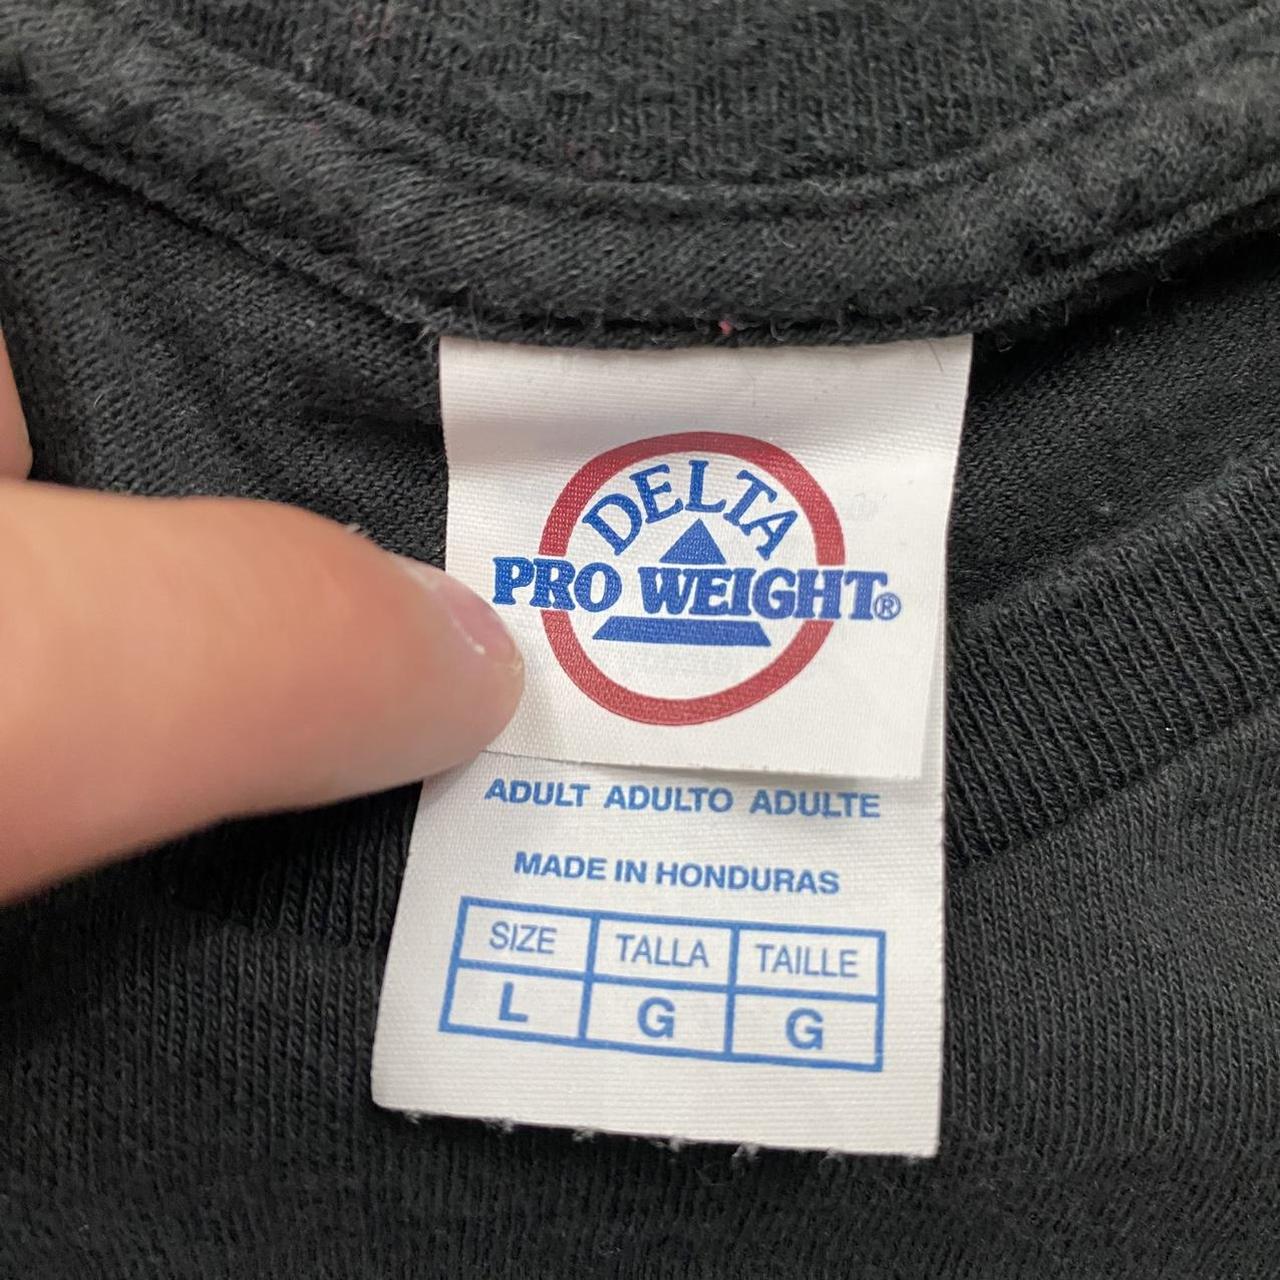 DELTA
PRO WEIGHT®
ADULT ADULTO ADULTE
MADE IN HONDURAS
SIZE TALLA TAILLE
L G G